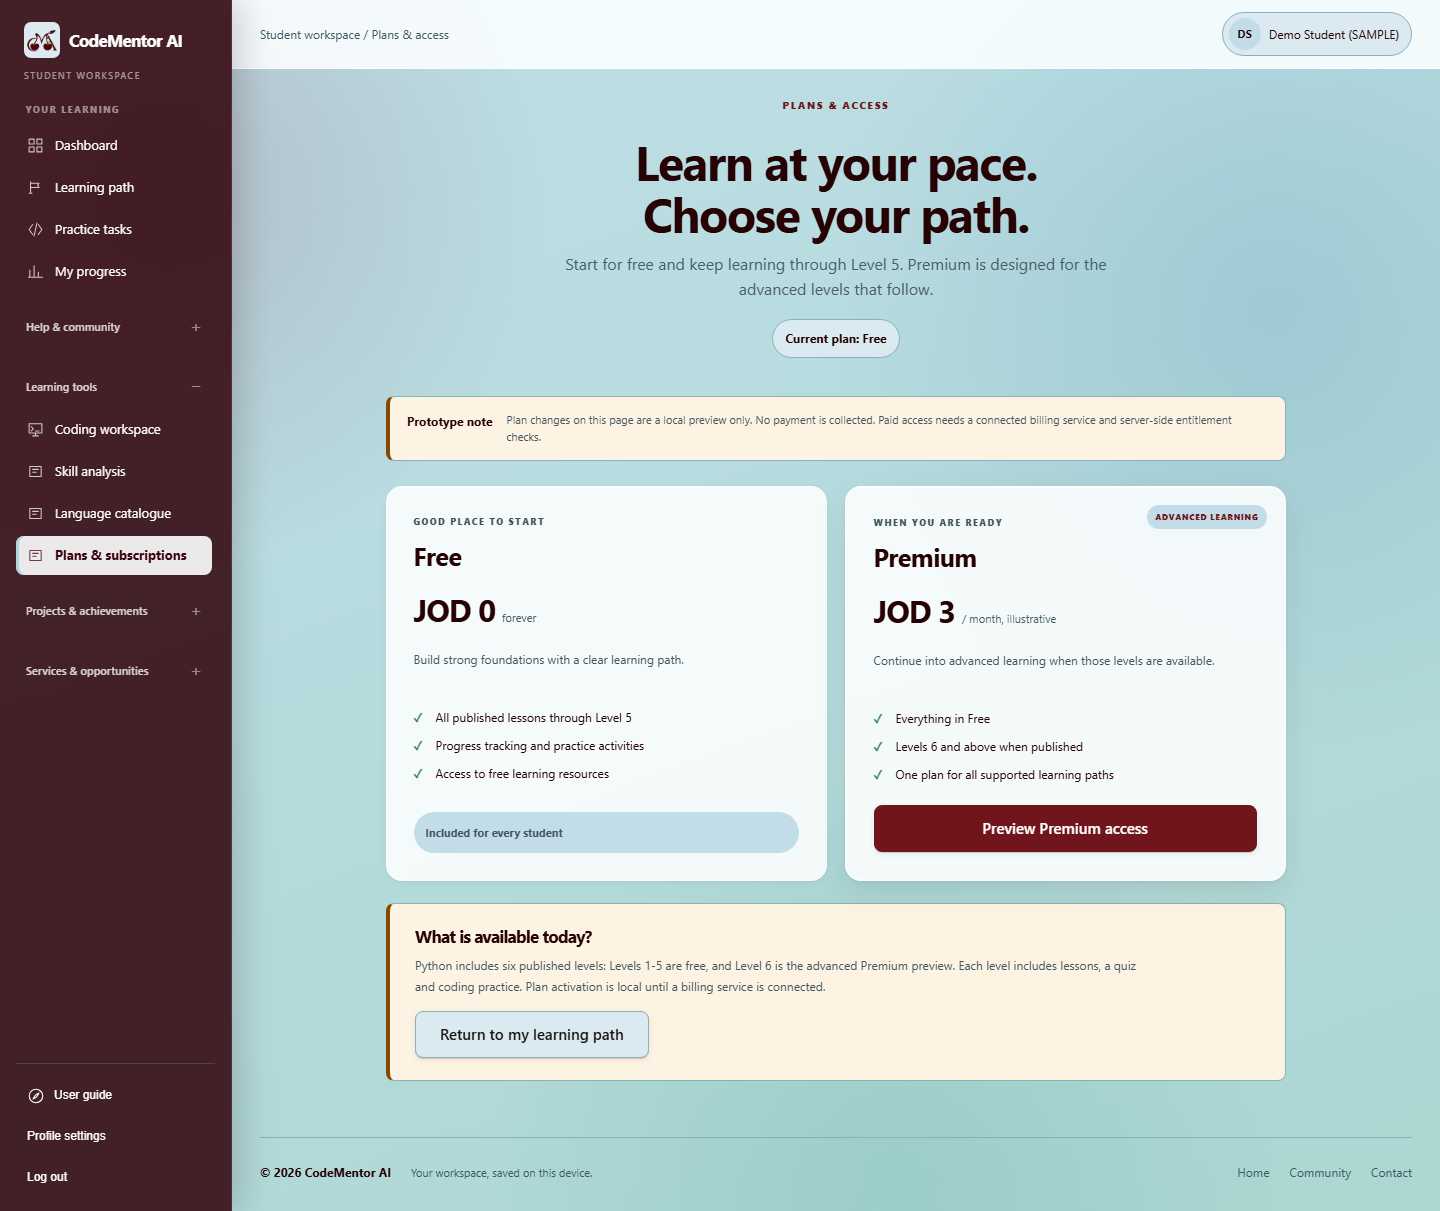 CodeMentor AI
STUDENT WORKSPACE
YOUR LEARNING
Dashboard
Learning path
Practice tasks
My progress
Help & community
Learning tools
Coding workspace
Skill analysis
Language catalogue
Plans & subscriptions
Projects & achievements
Services & opportunities
User guide
Profile settings
Log out
Student workspace / Plans & access
DS Demo Student (SAMPLE)
PLANS & ACCESS
Learn at your pace.
Choose your path.
Start for free and keep learning through Level 5. Premium is designed for the
advanced levels that follow.
Current plan: Free
Prototype note Plan changes on this page are a local preview only. No payment is collected. Paid access needs a connected billing service and server-side entitlement
checks.
GOOD PLACE TO START
Free
JOD 0 forever
Build strong foundations with a clear learning path.
✓ All published lessons through Level 5
✓ Progress tracking and practice activities
✓ Access to free learning resources
Included for every student
WHEN YOU ARE READY
ADVANCED LEARNING
Premium
JOD 3 / month, illustrative
Continue into advanced learning when those levels are available.
✓ Everything in Free
✓ Levels 6 and above when published
✓ One plan for all supported learning paths
Preview Premium access
What is available today?
Python includes six published levels: Levels 1-5 are free, and Level 6 is the advanced Premium preview. Each level includes lessons, a quiz
and coding practice. Plan activation is local until a billing service is connected.
Return to my learning path
© 2026 CodeMentor AI Your workspace, saved on this device.
Home Community Contact